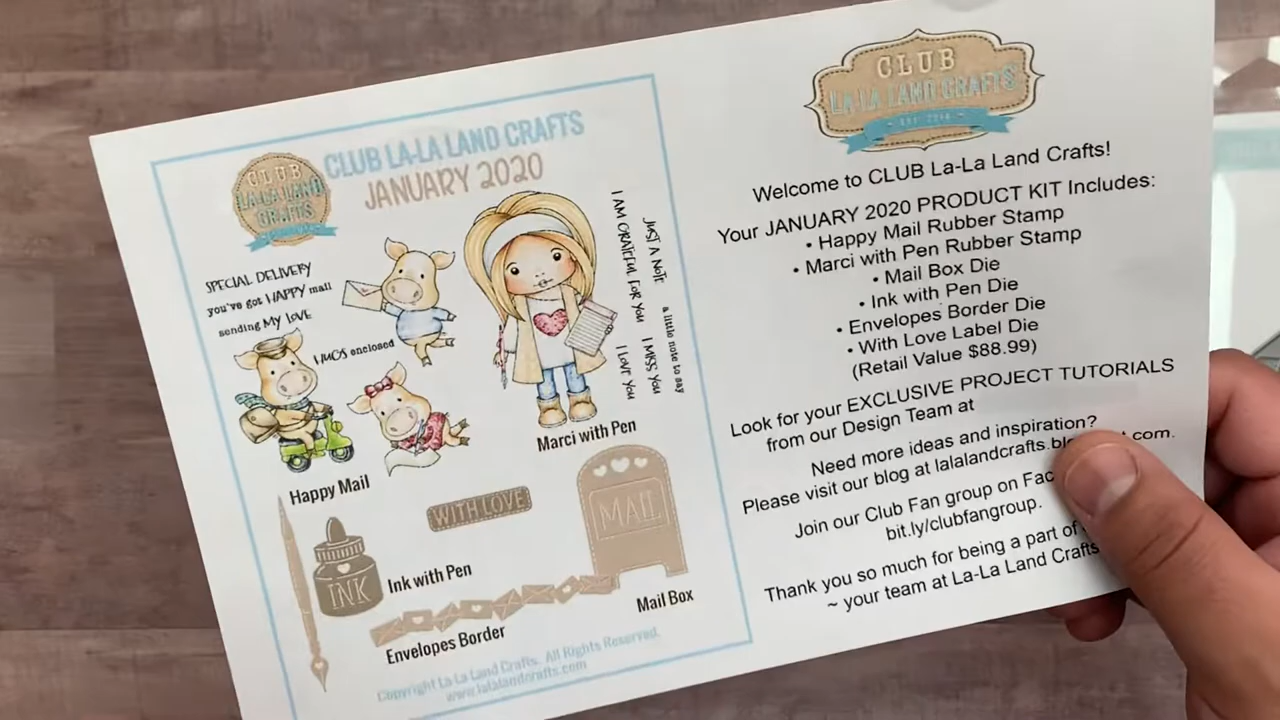 CLUB LA-LA LAND CRAFTS
JANUARY 2020
CLUB
LA-LA LAND
CRAFTS
SPECIAL DELIVERY
you've got HAPPY mail
sending MY LOVE
enclosed
I AM GRATEFUL FOR YOU
JUST A NOTE
a little note to say
I MISS YOU
I LOVE YOU
Marci with Pen
Happy Mail
WITH LOVE
MAIL
INK
Ink with Pen
Mail Box
Envelopes Border
Copyright La-La Land Crafts. All Rights Reserved.
www.lalalandcrafts.com
CLUB
LA-LA LAND CRAFTS
Welcome to CLUB La-La Land Crafts!
Your JANUARY 2020 PRODUCT KIT Includes:
• Happy Mail Rubber Stamp
• Marci with Pen Rubber Stamp
• Mail Box Die
• Ink with Pen Die
• Envelopes Border Die
• With Love Label Die
(Retail Value $88.99)
Look for your EXCLUSIVE PROJECT TUTORIALS
from our Design Team at
Need more ideas and inspiration?
Please visit our blog at
Join our Club Fan group on
bit.ly/clubfangroup.
Thank you so much for being a part of
~ your team at La-La Land Crafts